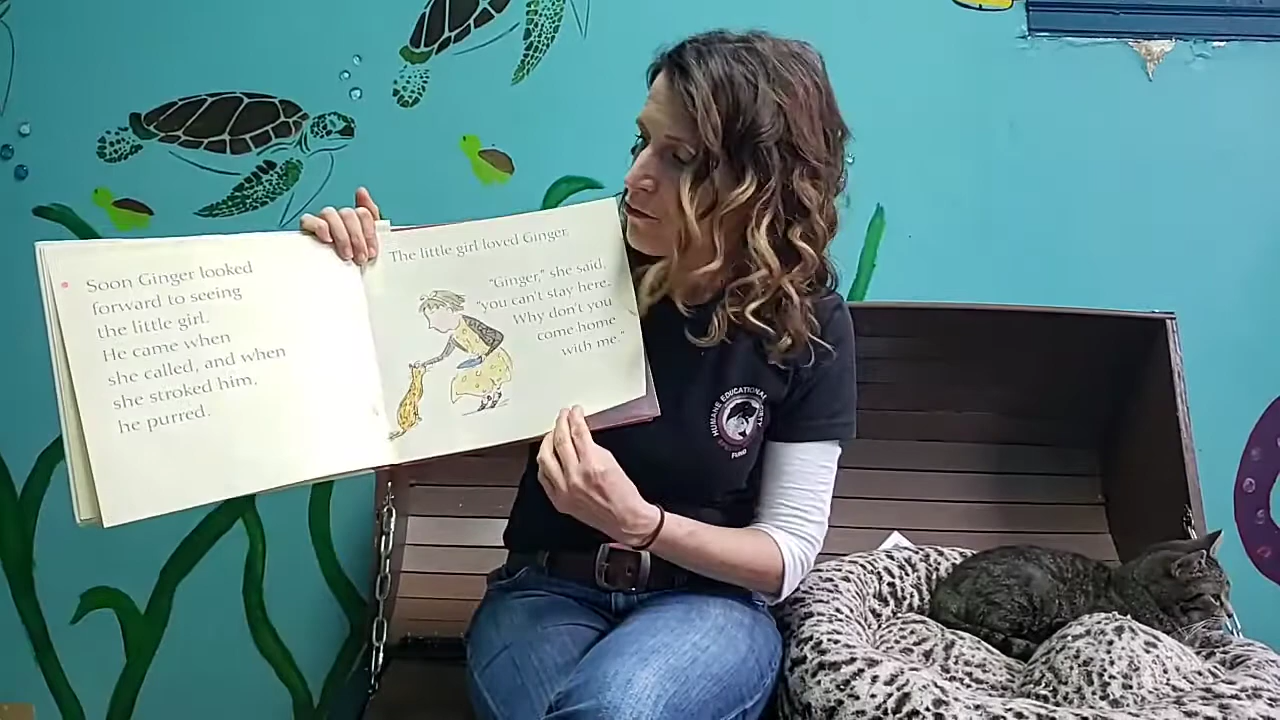 Soon Ginger looked
forward to seeing
the little girl.
He came when
she called, and when
she stroked him,
he purred.
The little girl loved Ginger.
"Ginger," she said,
"you can't stay here.
Why don't you
come home
with me."
HUMANE EDUCATIONAL
SOCIETY
FUND